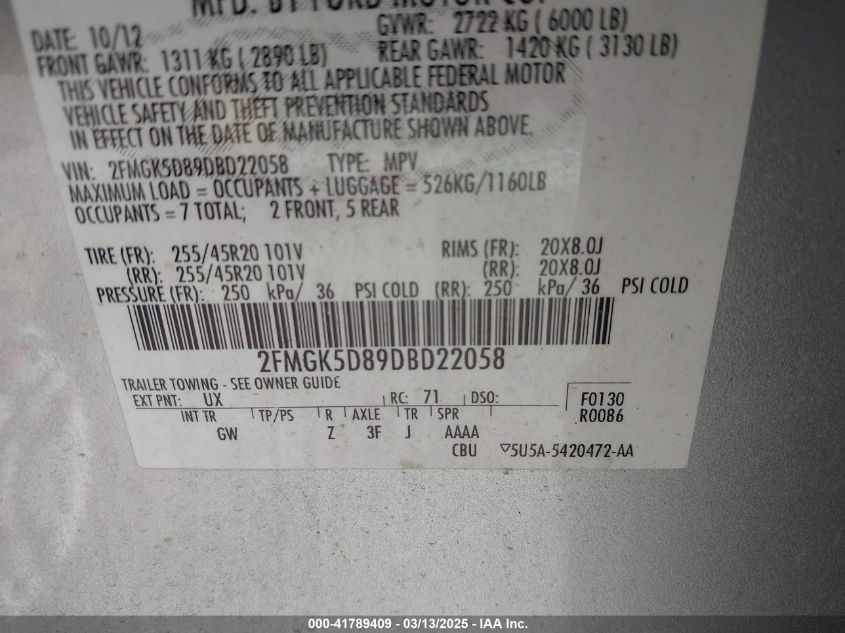 MFD. BY FORD MOTOR CO.
DATE: 10/12 GVWR: 2722 KG ( 6000 LB)
FRONT GAWR: 1311 KG ( 2890 LB) REAR GAWR: 1420 KG ( 3130 LB)
THIS VEHICLE CONFORMS TO ALL APPLICABLE FEDERAL MOTOR
VEHICLE SAFETY AND THEFT PREVENTION STANDARDS
IN EFFECT ON THE DATE OF MANUFACTURE SHOWN ABOVE.
VIN: 2FMGK5D89DBD22058 TYPE: MPV
MAXIMUM LOAD = OCCUPANTS + LUGGAGE = 526KG/1160LB
OCCUPANTS = 7 TOTAL; 2 FRONT, 5 REAR
TIRE (FR): 255/45R20 101V RIMS (FR): 20X8.0J
(RR): 255/45R20 101V (RR): 20X8.0J
PRESSURE (FR): 250 kPa/ 36 PSI COLD (RR): 250 kPa/ 36 PSI COLD
2FMGK5D89DBD22058
TRAILER TOWING - SEE OWNER GUIDE
EXT PNT: UX RC: 71 DSO: F0130
R0086
INT TR TP/PS R AXLE TR SPR
GW Z 3F J AAAA
CBU ▽5U5A-5420472-AA
000-41789409 - 03/13/2025 - IAA Inc.